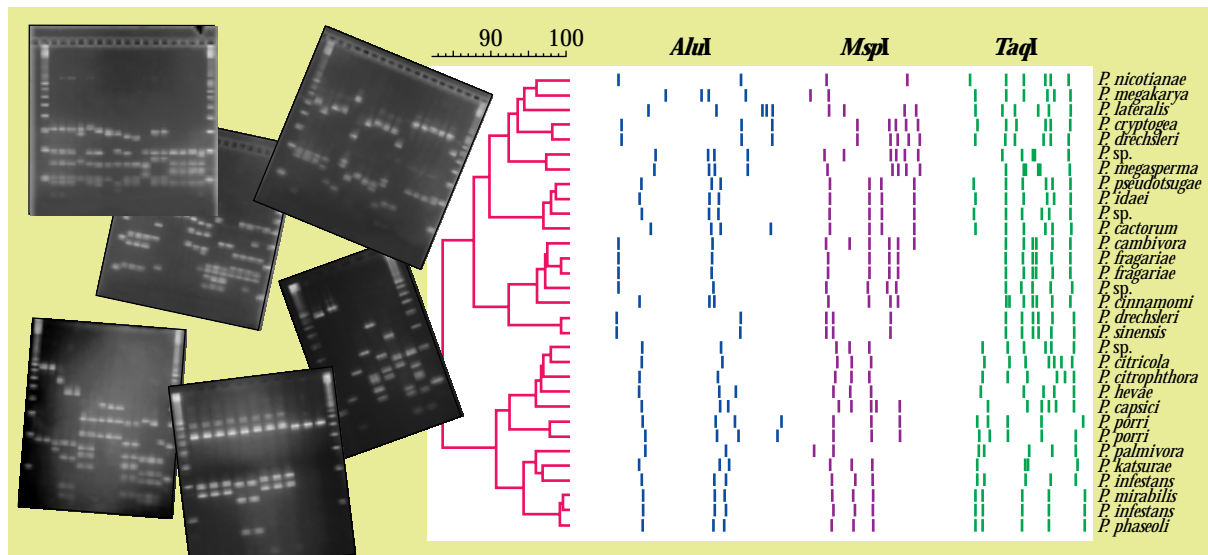 90 100 AluI MspI TaqI
P. nicotianae
P. megakarya
P. lateralis
P. cryptogea
P. drechsleri
P. sp.
P. megasperma
P. pseudotsugae
P. idaei
P. sp.
P. cactorum
P. cambivora
P. fragariae
P. fragariae
P. sp.
P. cinnamomi
P. drechsleri
P. sinensis
P. sp.
P. citricola
P. citrophthora
P. hevae
P. capsici
P. porri
P. porri
P. palmivora
P. katsurae
P. infestans
P. mirabilis
P. infestans
P. phaseoli